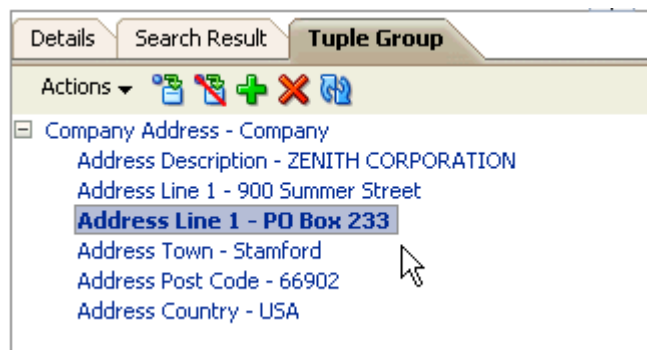 Details Search Result Tuple Group
Actions
Company Address - Company
Address Description - ZENITH CORPORATION
Address Line 1 - 900 Summer Street
Address Line 1 - PO Box 233
Address Town - Stamford
Address Post Code - 66902
Address Country - USA